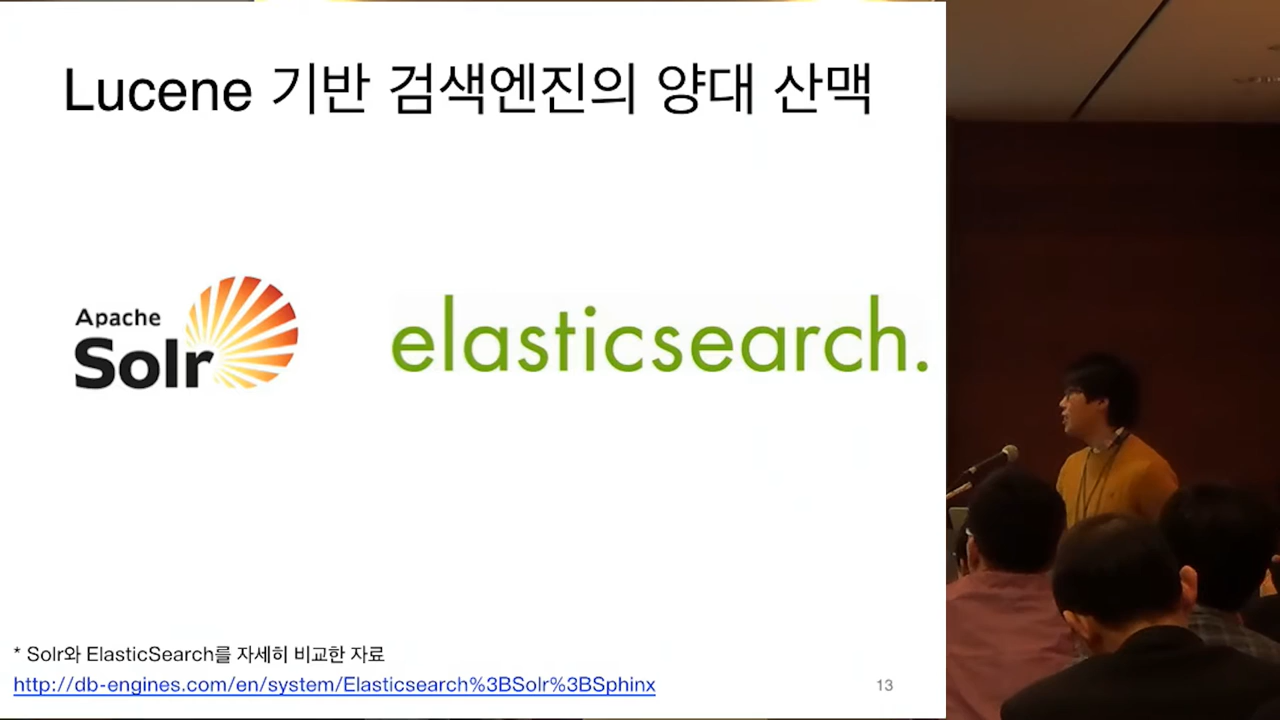 Lucene 기반 검색엔진의 양대 산맥
Apache
Solr
elasticsearch.
* Solr와 ElasticSearch를 자세히 비교한 자료
http://db-engines.com/en/system/Elasticsearch%3BSolr%3BSphinx
13